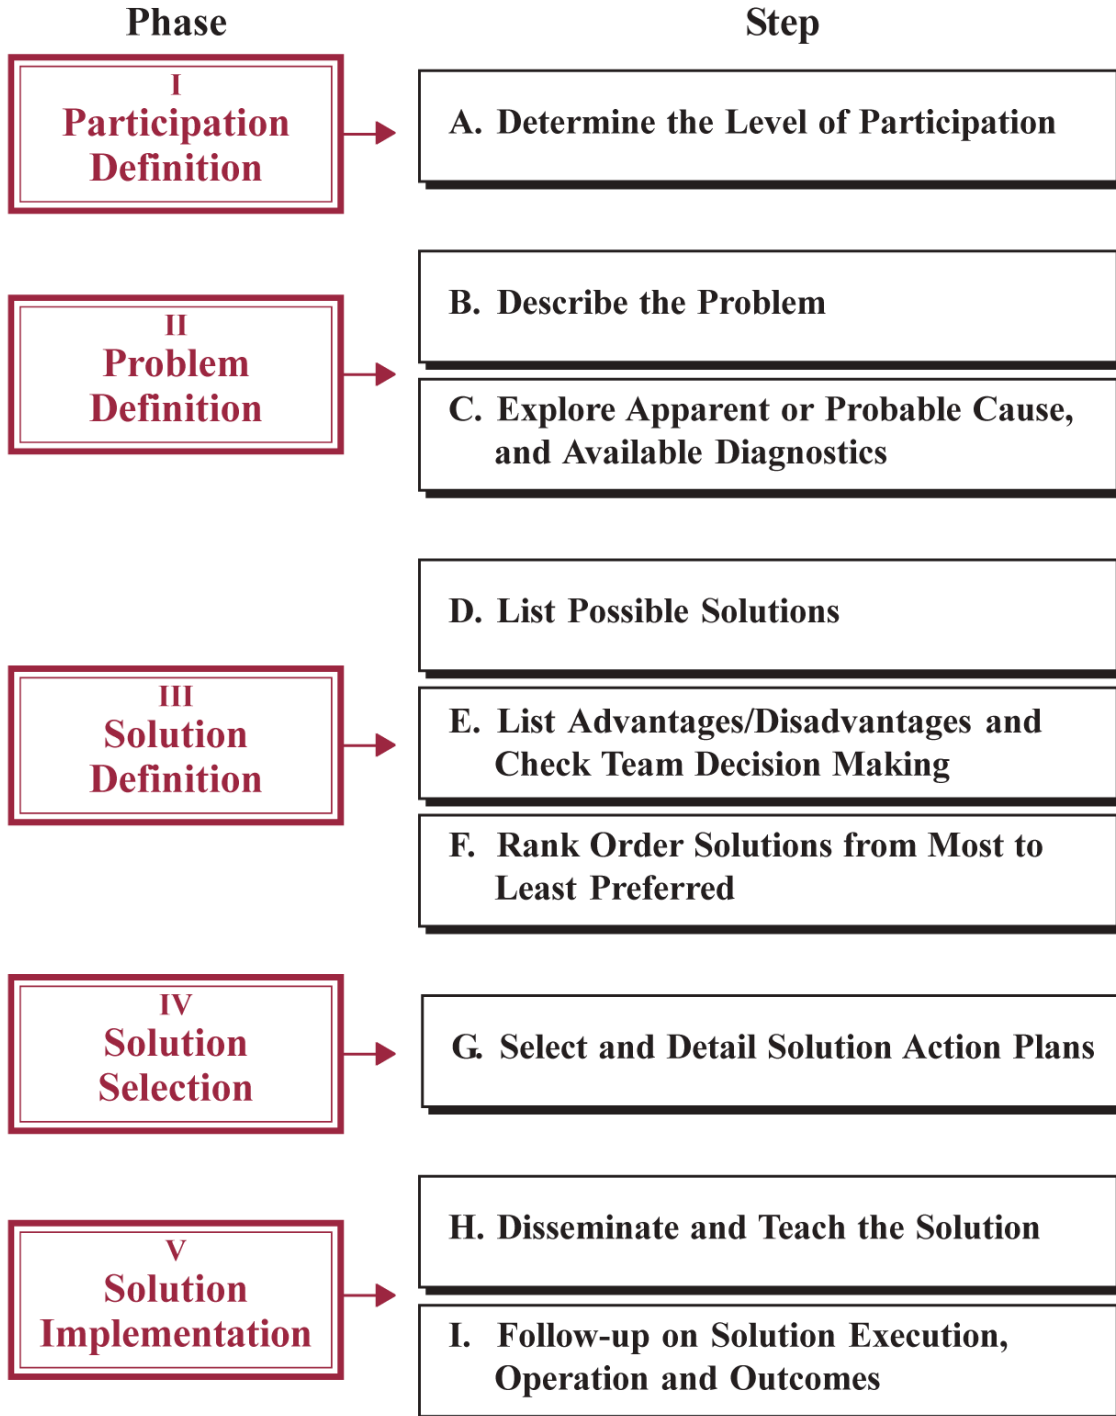 Phase
Step
I
Participation
Definition
A. Determine the Level of Participation
II
Problem
Definition
B. Describe the Problem
C. Explore Apparent or Probable Cause,
and Available Diagnostics
III
Solution
Definition
D. List Possible Solutions
E. List Advantages/Disadvantages and
Check Team Decision Making
F. Rank Order Solutions from Most to
Least Preferred
IV
Solution
Selection
G. Select and Detail Solution Action Plans
V
Solution
Implementation
H. Disseminate and Teach the Solution
I. Follow-up on Solution Execution,
Operation and Outcomes